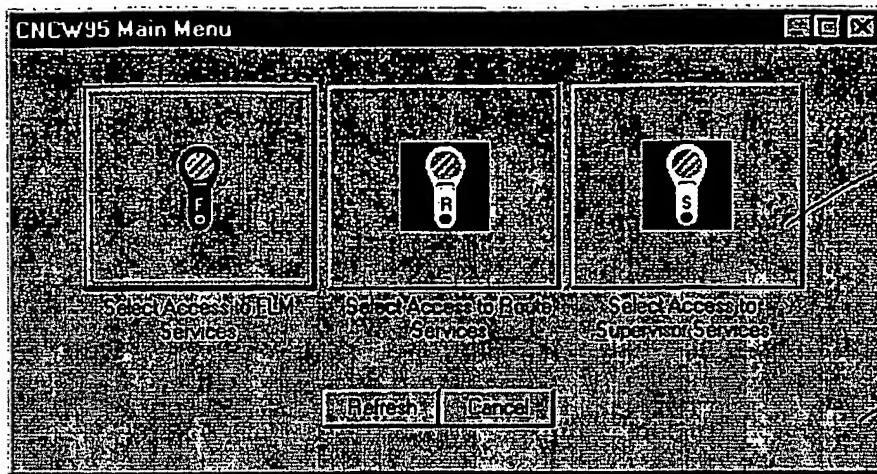 CNCW95 Main Menu
F
R
S
Select Access to FLM Services
Select Access to Route Services
Select Access to Supervisor Services
Refresh
Cancel